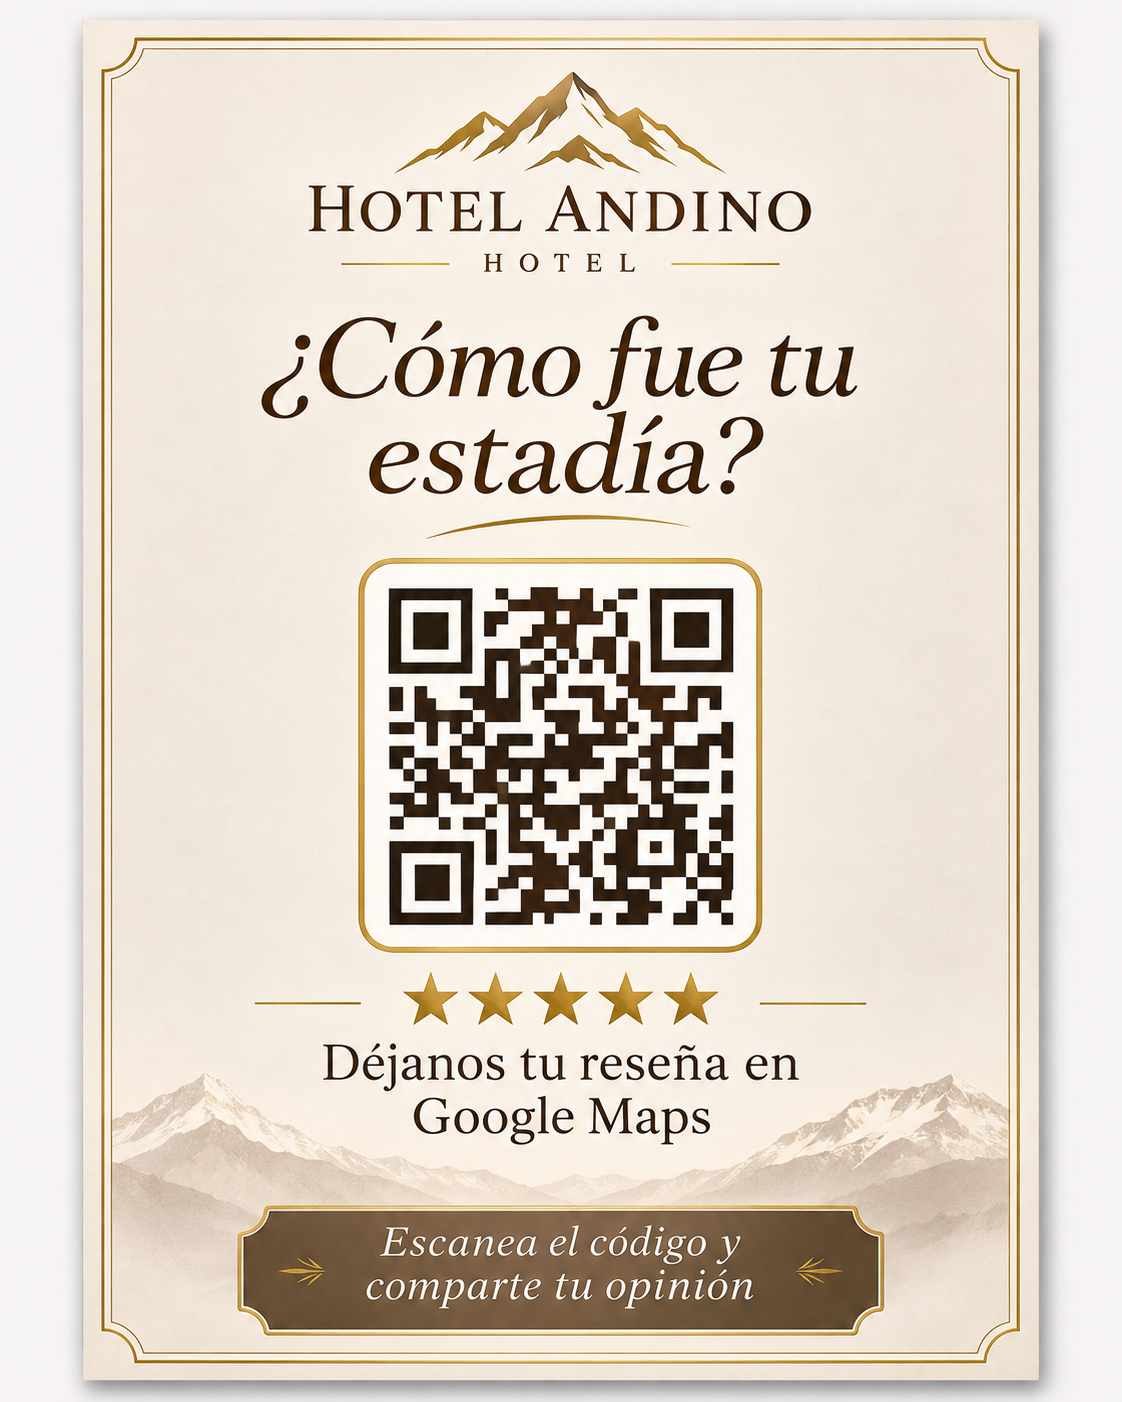 HOTEL ANDINO
HOTEL
¿Cómo fue tu
estadía?
Déjanos tu reseña en
Google Maps
Escanea el código y
comparte tu opinión